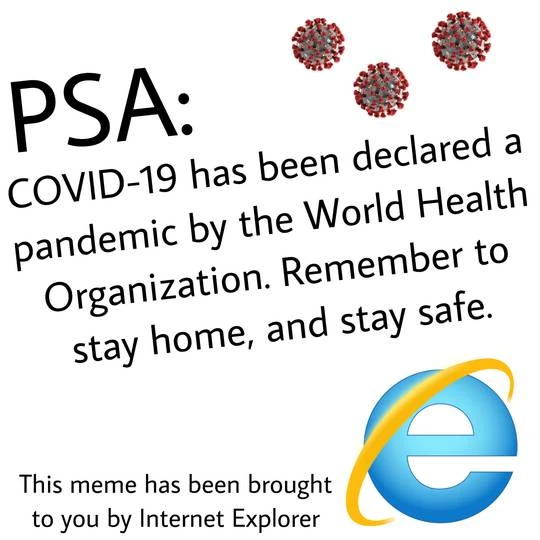 PSA:
COVID-19 has been declared a
pandemic by the World Health
Organization. Remember to
stay home, and stay safe.
This meme has been brought
to you by Internet Explorer